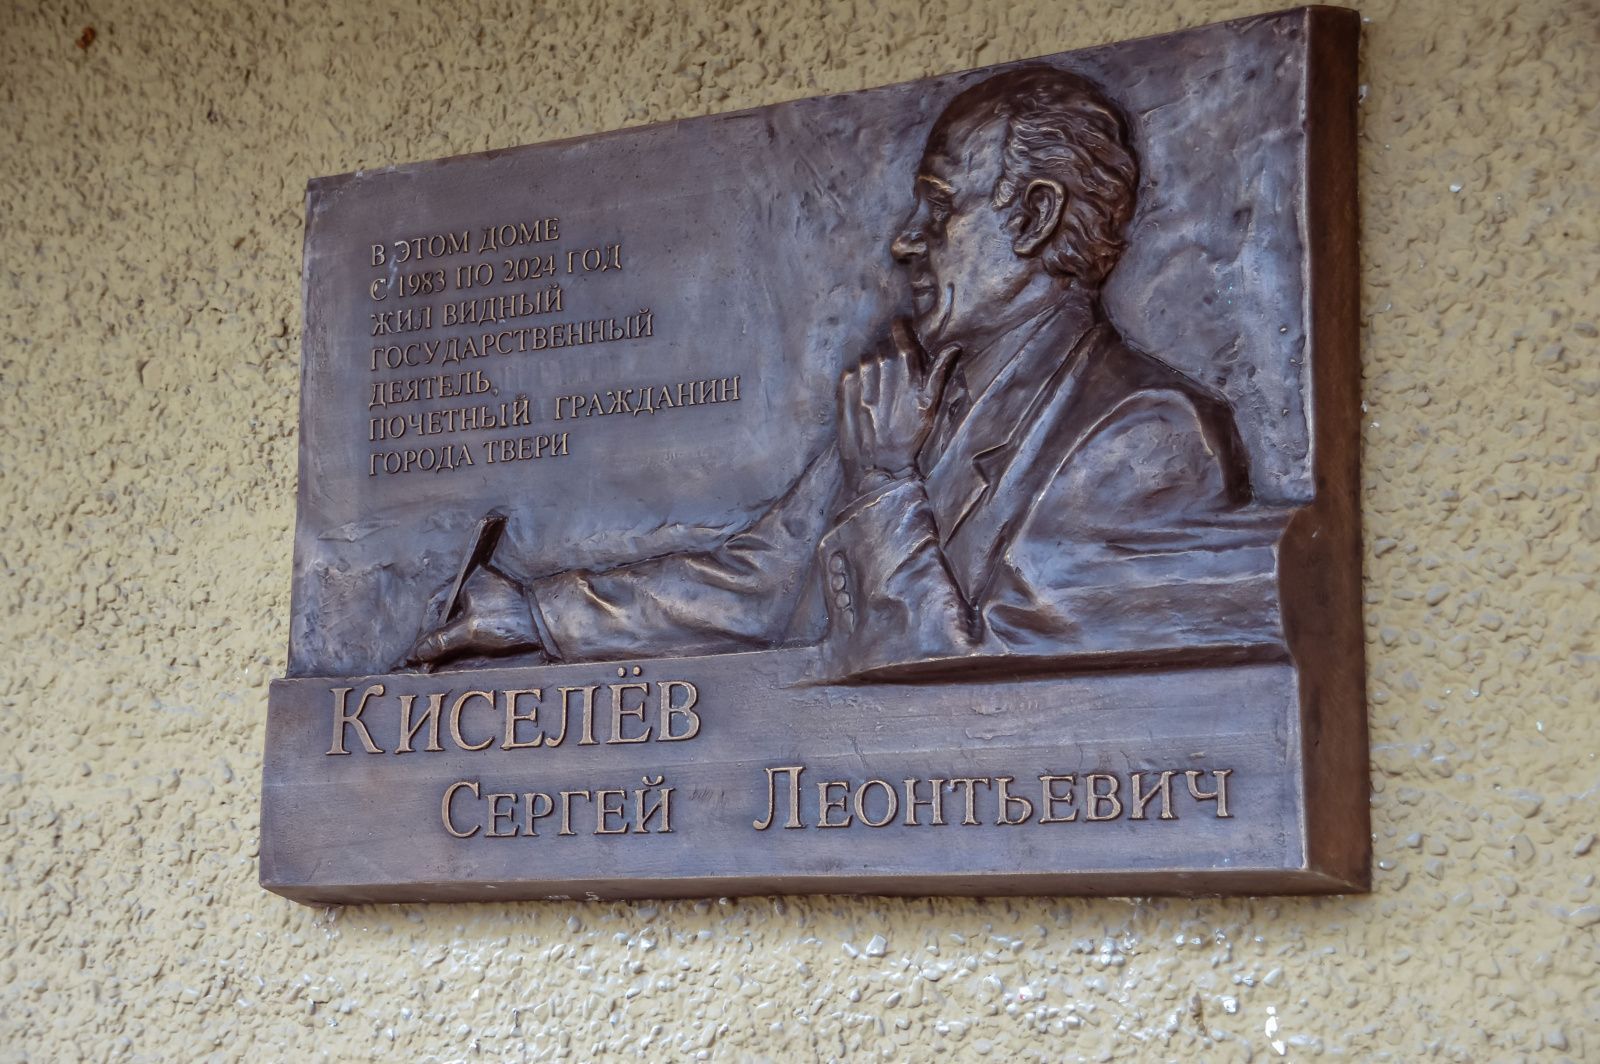 В ЭТОМ ДОМЕ
С 1983 ПО 2024 ГОД
ЖИЛ ВИДНЫЙ
ГОСУДАРСТВЕННЫЙ
ДЕЯТЕЛЬ,
ПОЧЕТНЫЙ ГРАЖДАНИН
ГОРОДА ТВЕРИ
КИСЕЛЁВ
СЕРГЕЙ ЛЕОНТЬЕВИЧ